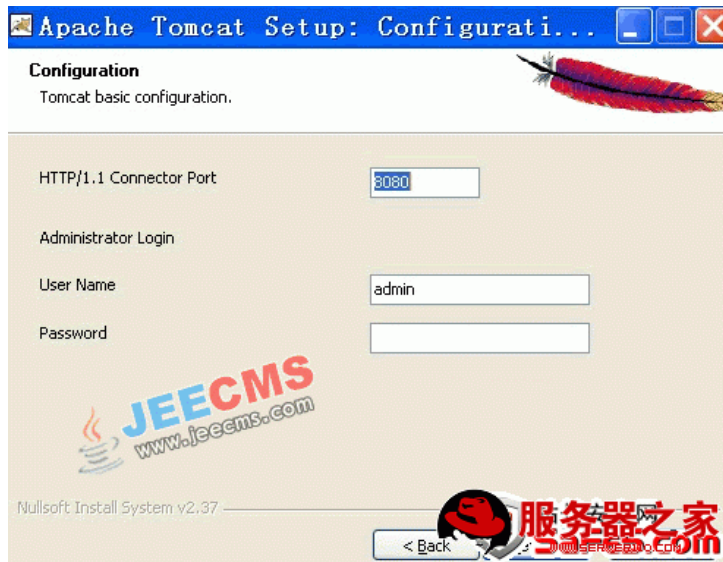 Apache Tomcat Setup: Configurati...
Configuration
Tomcat basic configuration.
HTTP/1.1 Connector Port
8080
Administrator Login
User Name
admin
Password
JEECMS
www.jeecms.com
Nullsoft Install System v2.37
服务器之家
< Back